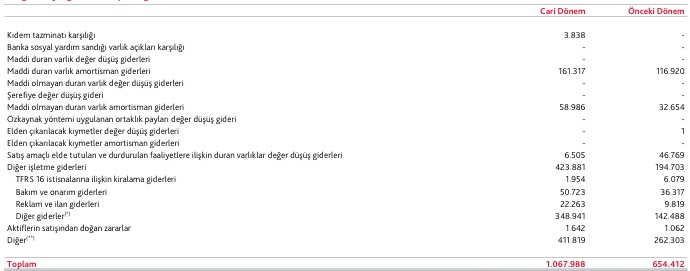 Cari Dönem Önceki Dönem
Kıdem tazminatı karşılığı 3.838 -
Banka sosyal yardım sandığı varlık açıkları karşılığı - -
Maddi duran varlık değer düşüş giderleri - -
Maddi duran varlık amortisman giderleri 161.317 116.920
Maddi olmayan duran varlık değer düşüş giderleri - -
Şerefiye değer düşüş gideri - -
Maddi olmayan duran varlık amortisman giderleri 58.986 32.654
Özkaynak yöntemi uygulanan ortaklık payları değer düşüş gideri - -
Elden çıkarılacak kıymetler değer düşüş giderleri - 1
Elden çıkarılacak kıymetler amortisman giderleri - -
Satış amaçlı elde tutulan ve durdurulan faaliyetlere ilişkin duran varlıklar değer düşüş giderleri 6.505 46.769
Diğer işletme giderleri 423.881 194.703
TFRS 16 istisnalarına ilişkin kiralama giderleri 1.954 6.079
Bakım ve onarım giderleri 50.723 36.317
Reklam ve ilan giderleri 22.263 9.819
Diğer giderler(*) 348.941 142.488
Aktiflerin satışından doğan zararlar 1.642 1.062
Diğer(**) 411.819 262.303
Toplam 1.067.988 654.412